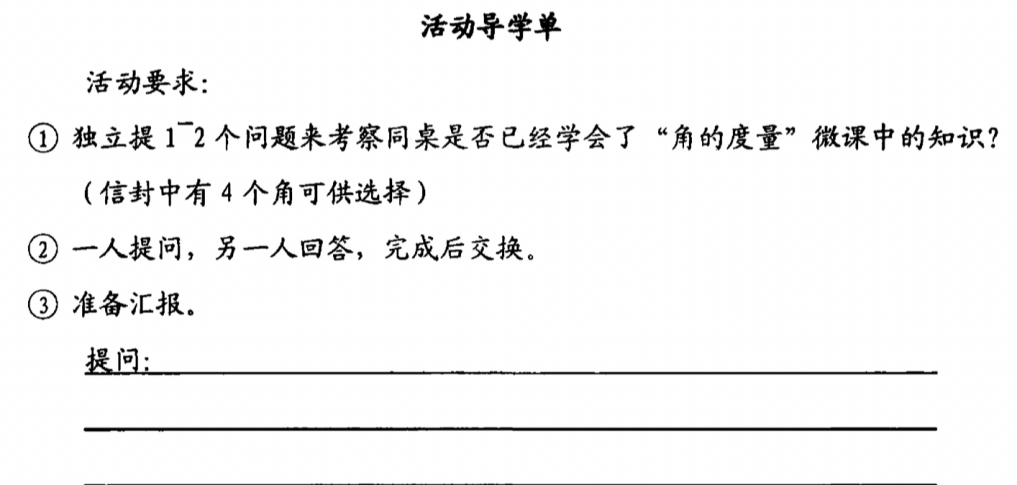 活动导学单
活动要求：
① 独立提 1~2 个问题来考察同桌是否已经学会了“角的度量”微课中的知识？
（信封中有 4 个角可供选择）
② 一人提问，另一人回答，完成后交换。
③ 准备汇报。
提问：